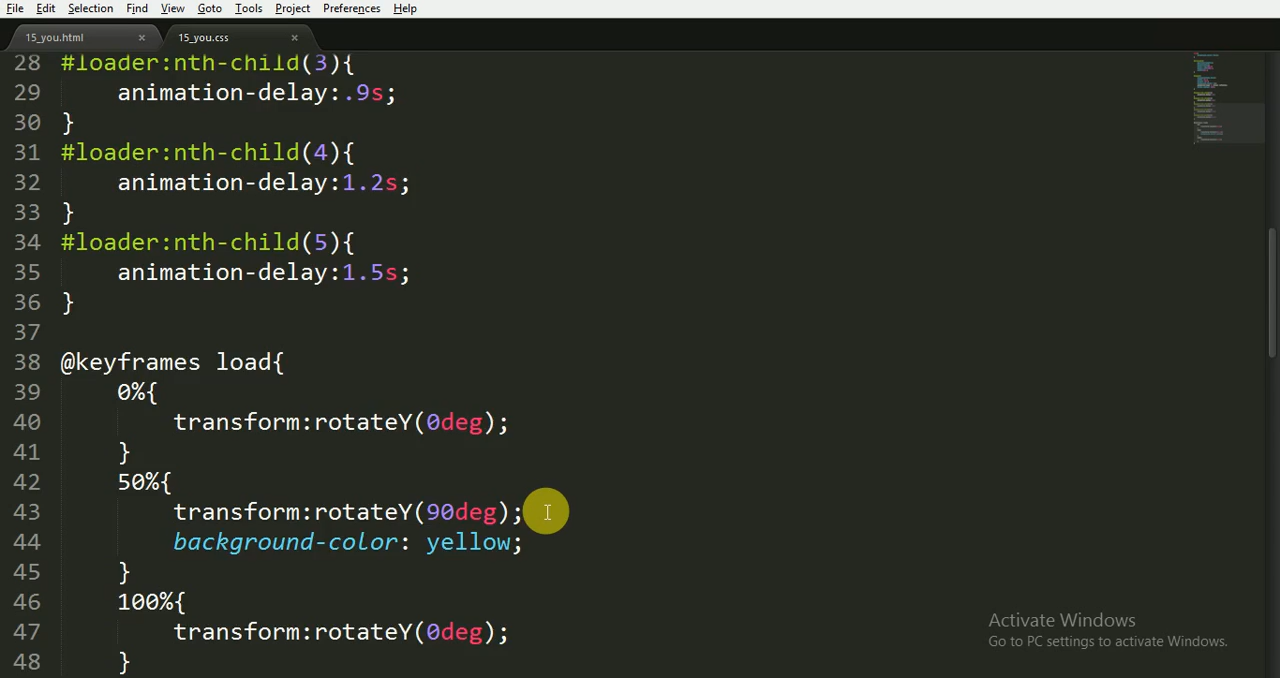 File Edit Selection Find View Goto Tools Project Preferences Help
15_you.html × 15_you.css ×
28 #loader:nth-child(3){
29 animation-delay:.9s;
30 }
31 #loader:nth-child(4){
32 animation-delay:1.2s;
33 }
34 #loader:nth-child(5){
35 animation-delay:1.5s;
36 }
37
38 @keyframes load{
39 0%{
40 transform:rotateY(0deg);
41 }
42 50%{
43 transform:rotateY(90deg);
44 background-color: yellow;
45 }
46 100%{
47 transform:rotateY(0deg);
48 }
Activate Windows
Go to PC settings to activate Windows.